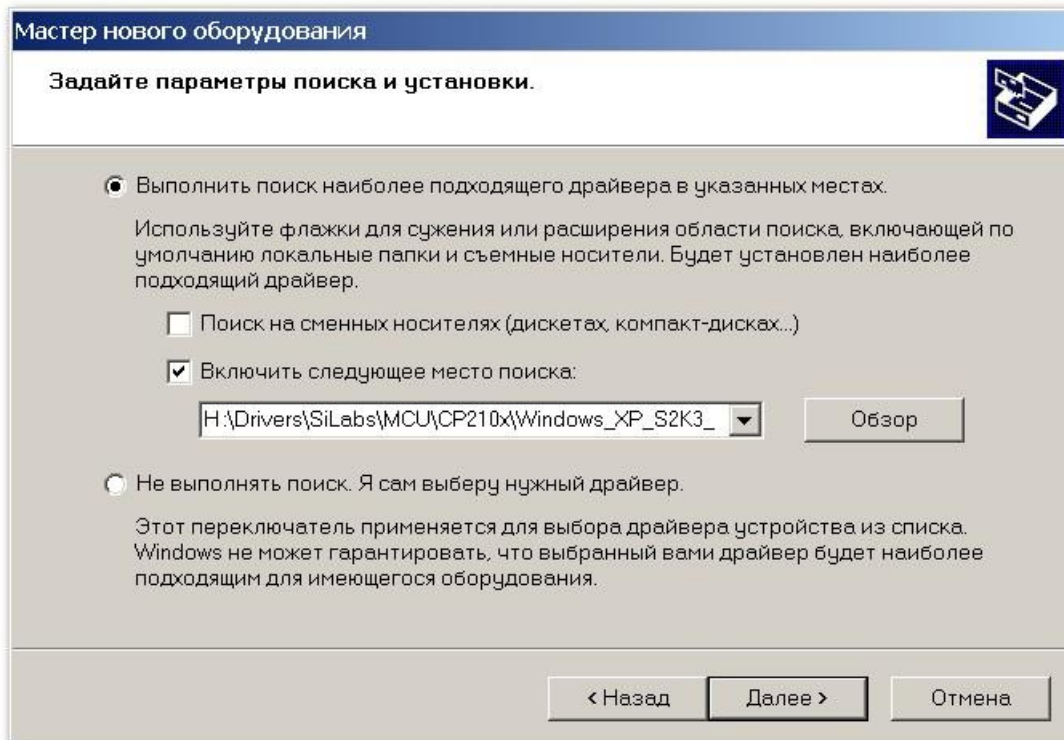 Мастер нового оборудования
Задайте параметры поиска и установки.
Выполнить поиск наиболее подходящего драйвера в указанных местах.
Используйте флажки для сужения или расширения области поиска, включающей по
умолчанию локальные папки и съемные носители. Будет установлен наиболее
подходящий драйвер.
Поиск на сменных носителях (дискетах, компакт-дисках...)
Включить следующее место поиска:
H:\Drivers\SiLabs\MCU\CP210x\Windows_XP_S2K3_
Обзор
Не выполнять поиск. Я сам выберу нужный драйвер.
Этот переключатель применяется для выбора драйвера устройства из списка.
Windows не может гарантировать, что выбранный вами драйвер будет наиболее
подходящим для имеющегося оборудования.
< Назад Далее > Отмена